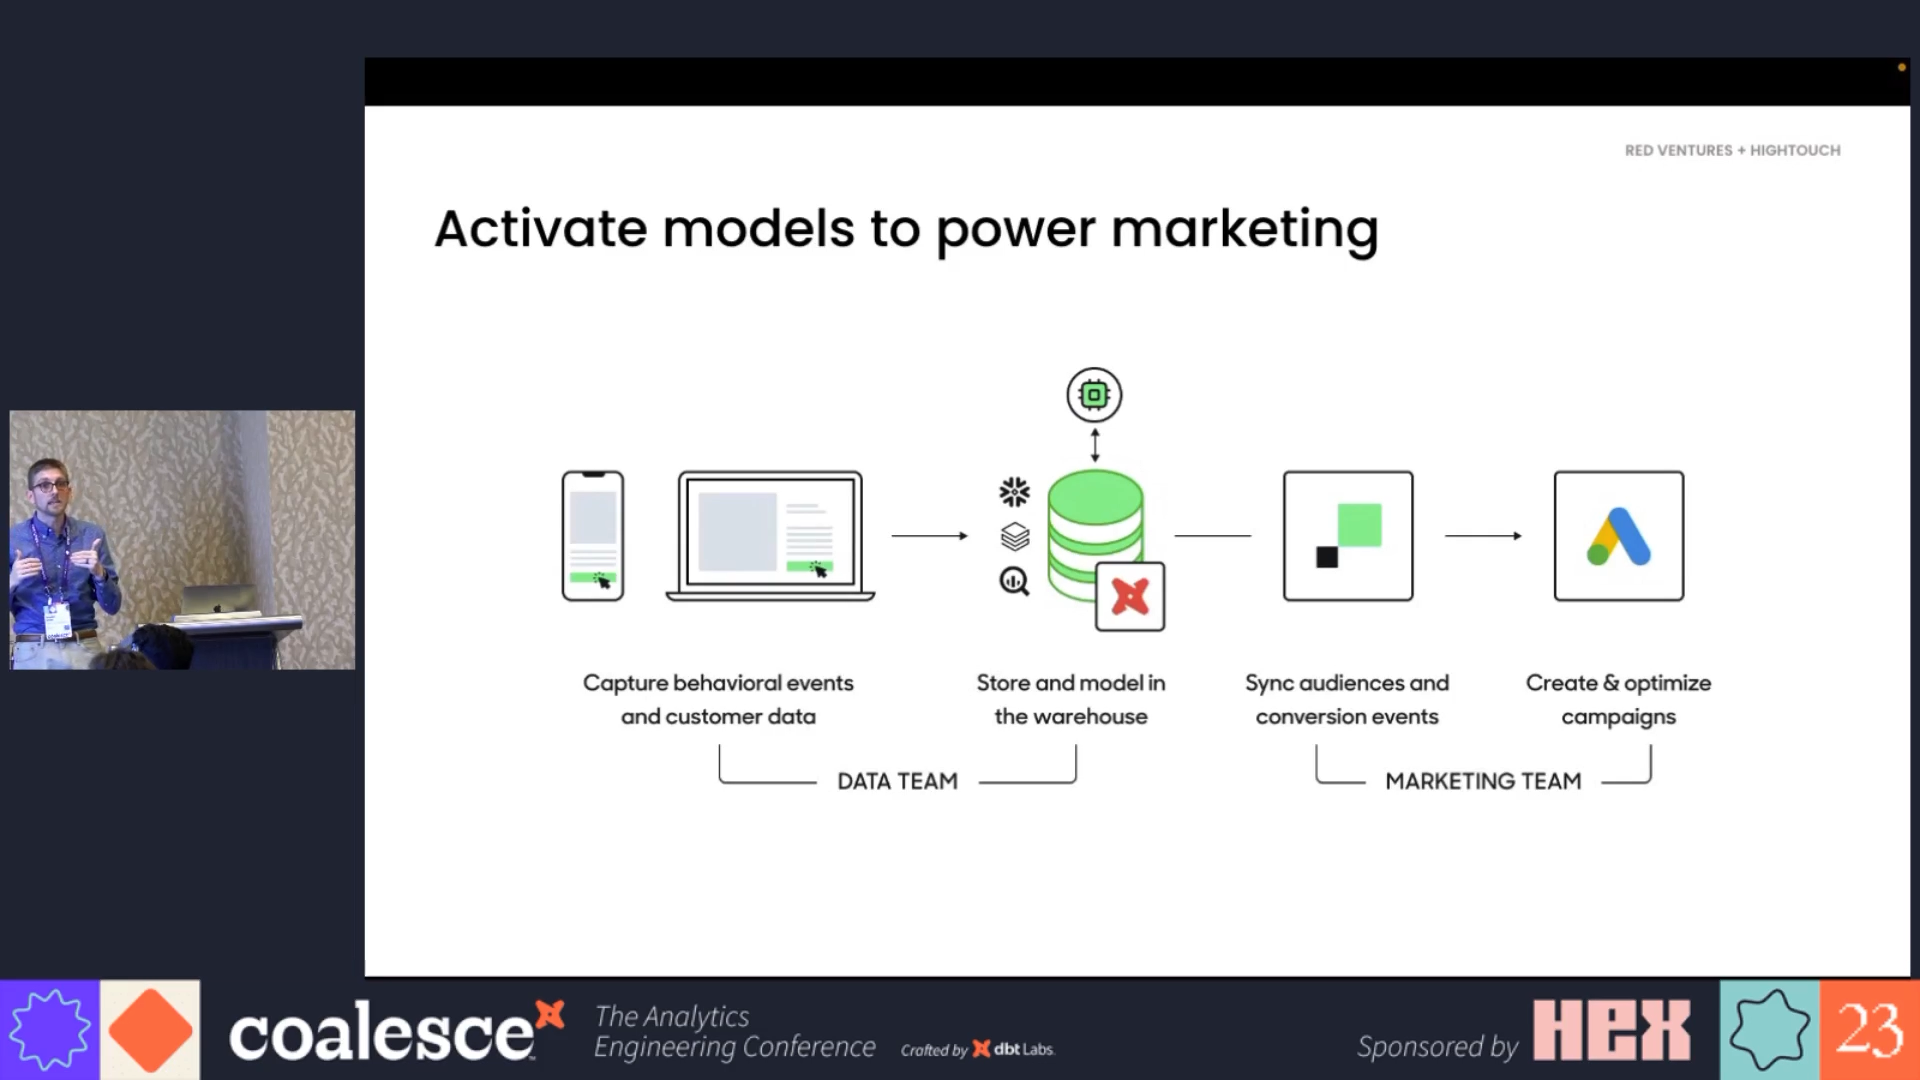 RED VENTURES + HIGHTOUCH
Activate models to power marketing
Capture behavioral events
and customer data
Store and model in
the warehouse
Sync audiences and
conversion events
Create & optimize
campaigns
DATA TEAM
MARKETING TEAM
coalesce
The Analytics
Engineering Conference
Crafted by dbt Labs
Sponsored by
HEX
23